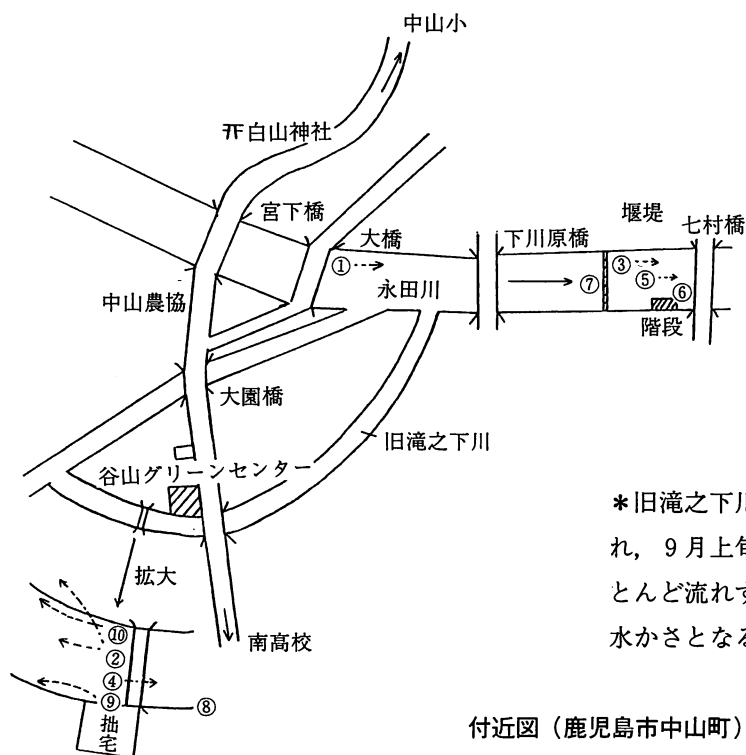 中山小
⛩白山神社
宮下橋
大橋
下川原橋
堰堤
七村橋
①
永田川
⑦
③
⑤
⑥
階段
中山農協
大園橋
旧滝之下川
谷山グリーンセンター
拡大
南高校
⑩
②
④
⑨
⑧
拙宅
*旧滝之下川
れ, 9月上旬
とんど流れず
水かさとなる
付近図(鹿児島市中山町)